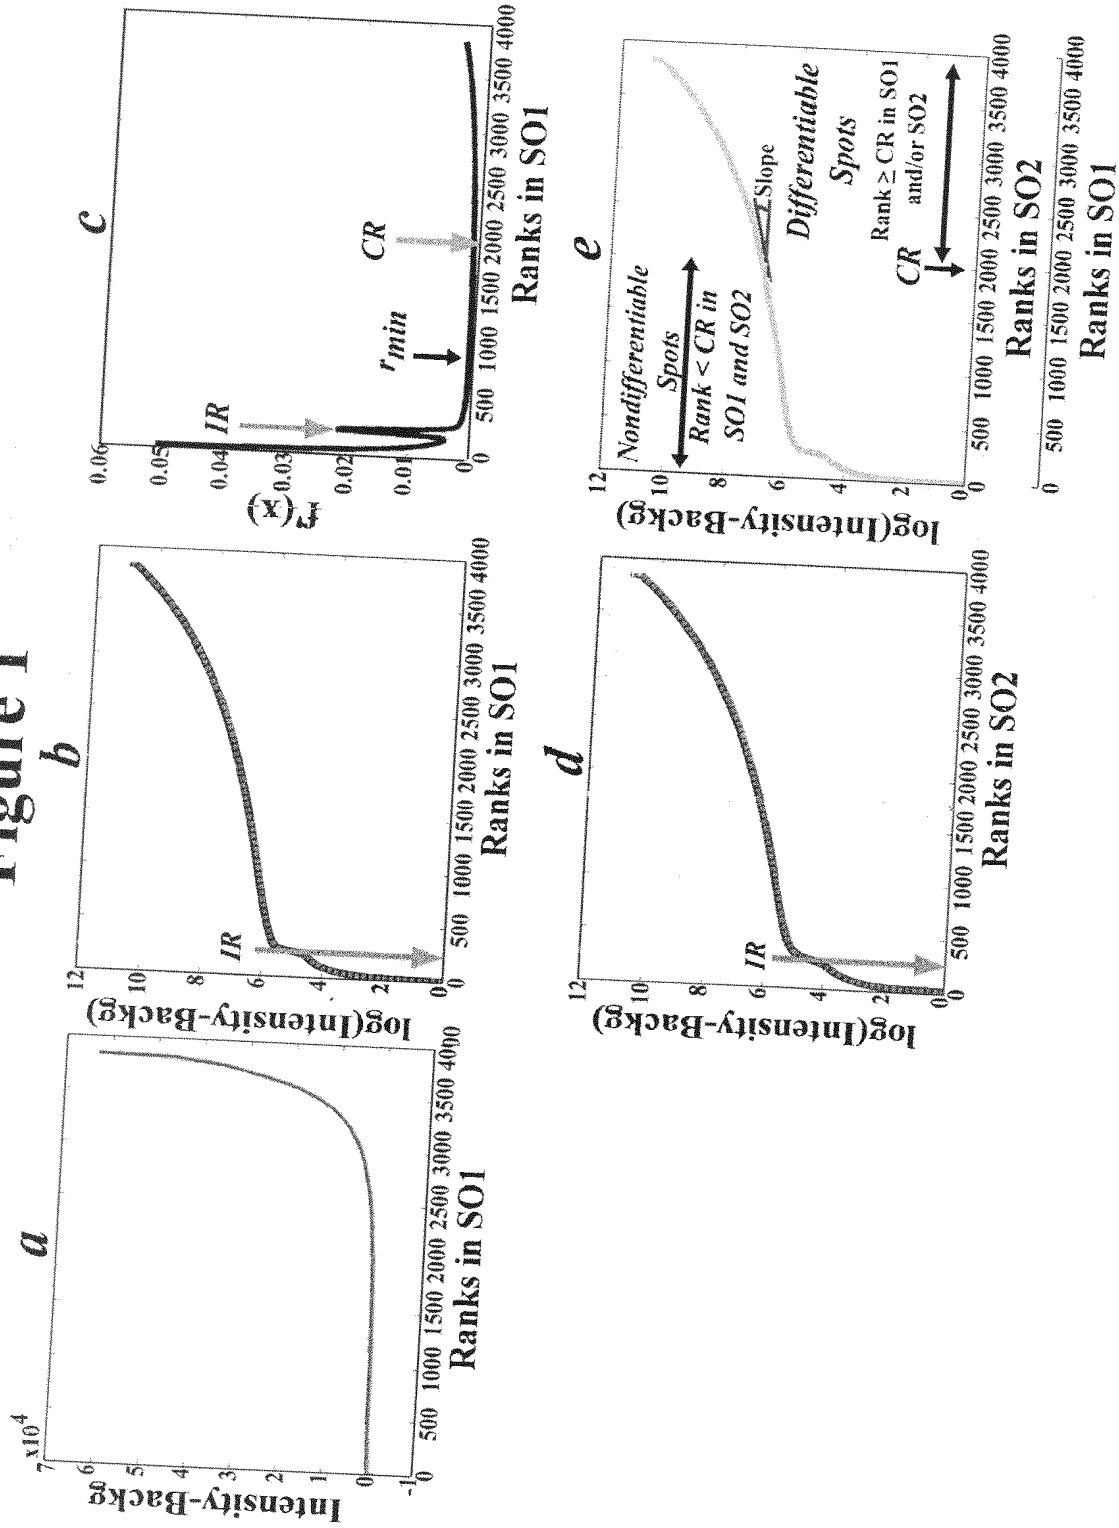 Figure 1
a
x10⁴
7
6
5
4
3
2
1
0
-1
Intensity-Backg
0 500 1000 1500 2000 2500 3000 3500 4000
Ranks in SO1
b
12
10
8
6
4
2
0
log(Intensity-Backg)
IR
0 500 1000 1500 2000 2500 3000 3500 4000
Ranks in SO1
c
0.06
0.05
0.04
0.03
0.02
0.01
0
f'(x)
IR
r min
CR
0 500 1000 1500 2000 2500 3000 3500 4000
Ranks in SO1
d
12
10
8
6
4
2
0
log(Intensity-Backg)
IR
0 500 1000 1500 2000 2500 3000 3500 4000
Ranks in SO2
e
12
10
8
6
4
2
0
log(Intensity-Backg)
Nondifferentiable
Spots
Rank < CR in
SO1 and SO2
Slope
Differentiable
Spots
Rank ≥ CR in SO1
and/or SO2
CR
0 500 1000 1500 2000 2500 3000 3500 4000
Ranks in SO2
0 500 1000 1500 2000 2500 3000 3500 4000
Ranks in SO1